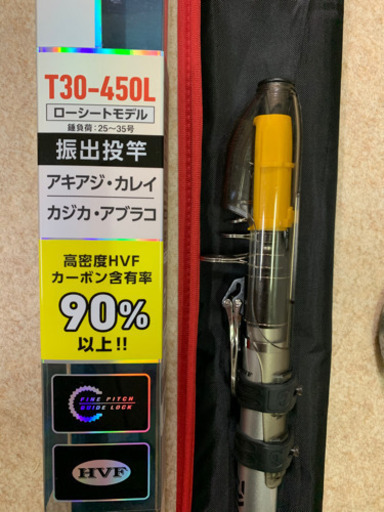 T30-450L
ローシートモデル
錘負荷:25〜35号
振出投竿
アキアジ・カレイ
カジカ・アブラコ
高密度HVF
カーボン含有率
90%
以上!!
FINE PITCH
GUIDE LOCK
HVF